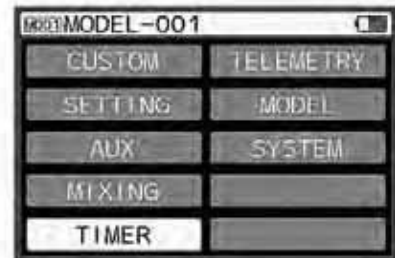 MODEL-001
CUSTOM TELEMETRY
SETTING MODEL
AUX SYSTEM
MIXING
TIMER